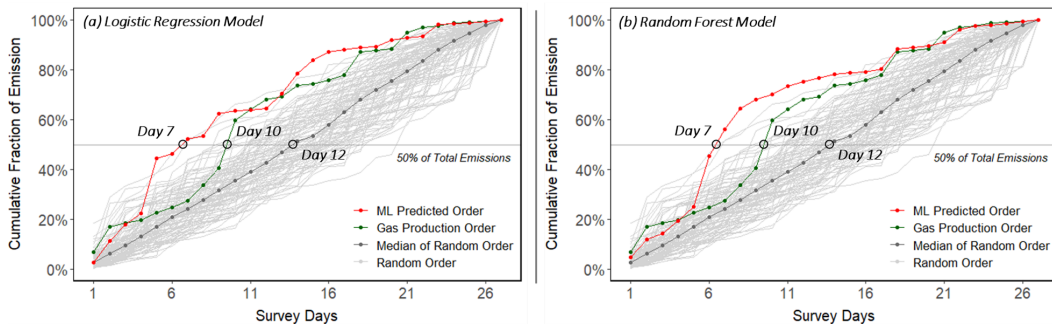 (a) Logistic Regression Model
Cumulative Fraction of Emission
100%
80%
60%
40%
20%
0%
Day 7
Day 10
Day 12
50% of Total Emissions
ML Predicted Order
Gas Production Order
Median of Random Order
Random Order
1 6 11 16 21 26
Survey Days
(b) Random Forest Model
Cumulative Fraction of Emission
100%
80%
60%
40%
20%
0%
Day 7
Day 10
Day 12
50% of Total Emissions
ML Predicted Order
Gas Production Order
Median of Random Order
Random Order
1 6 11 16 21 26
Survey Days